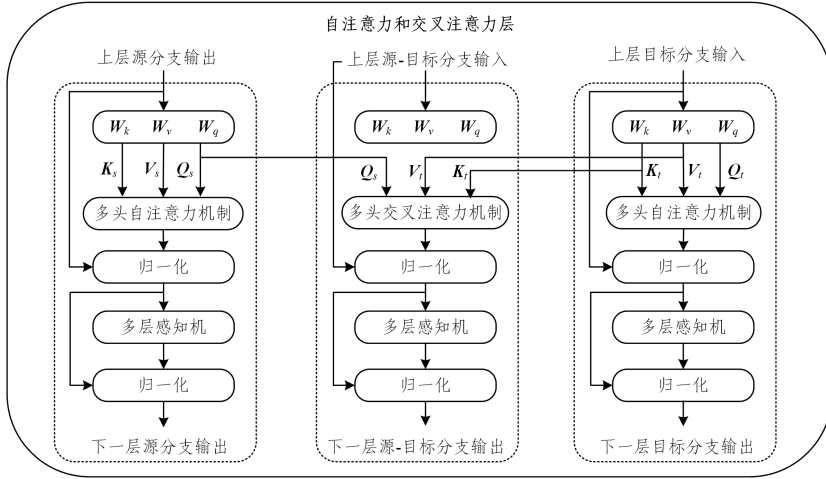 自注意力和交叉注意力层
上层源分支输出 上层源-目标分支输入 上层目标分支输入
W_k W_v W_q W_k W_v W_q W_k W_v W_q
K_s V_s Q_s Q_s V_t K_t K_t V_t Q_t
多头自注意力机制 多头交叉注意力机制 多头自注意力机制
归一化 归一化 归一化
多层感知机 多层感知机 多层感知机
归一化 归一化 归一化
下一层源分支输出 下一层源-目标分支输出 下一层目标分支输出